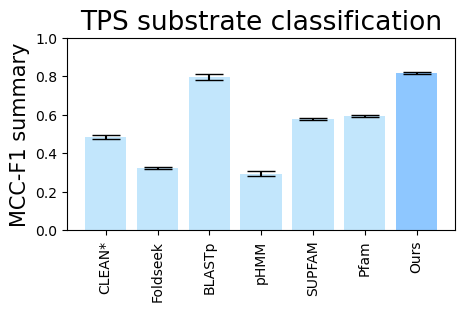 TPS substrate classification
MCC-F1 summary
1.0
0.8
0.6
0.4
0.2
0.0
CLEAN*
Foldseek
BLASTp
pHMM
SUPFAM
Pfam
Ours